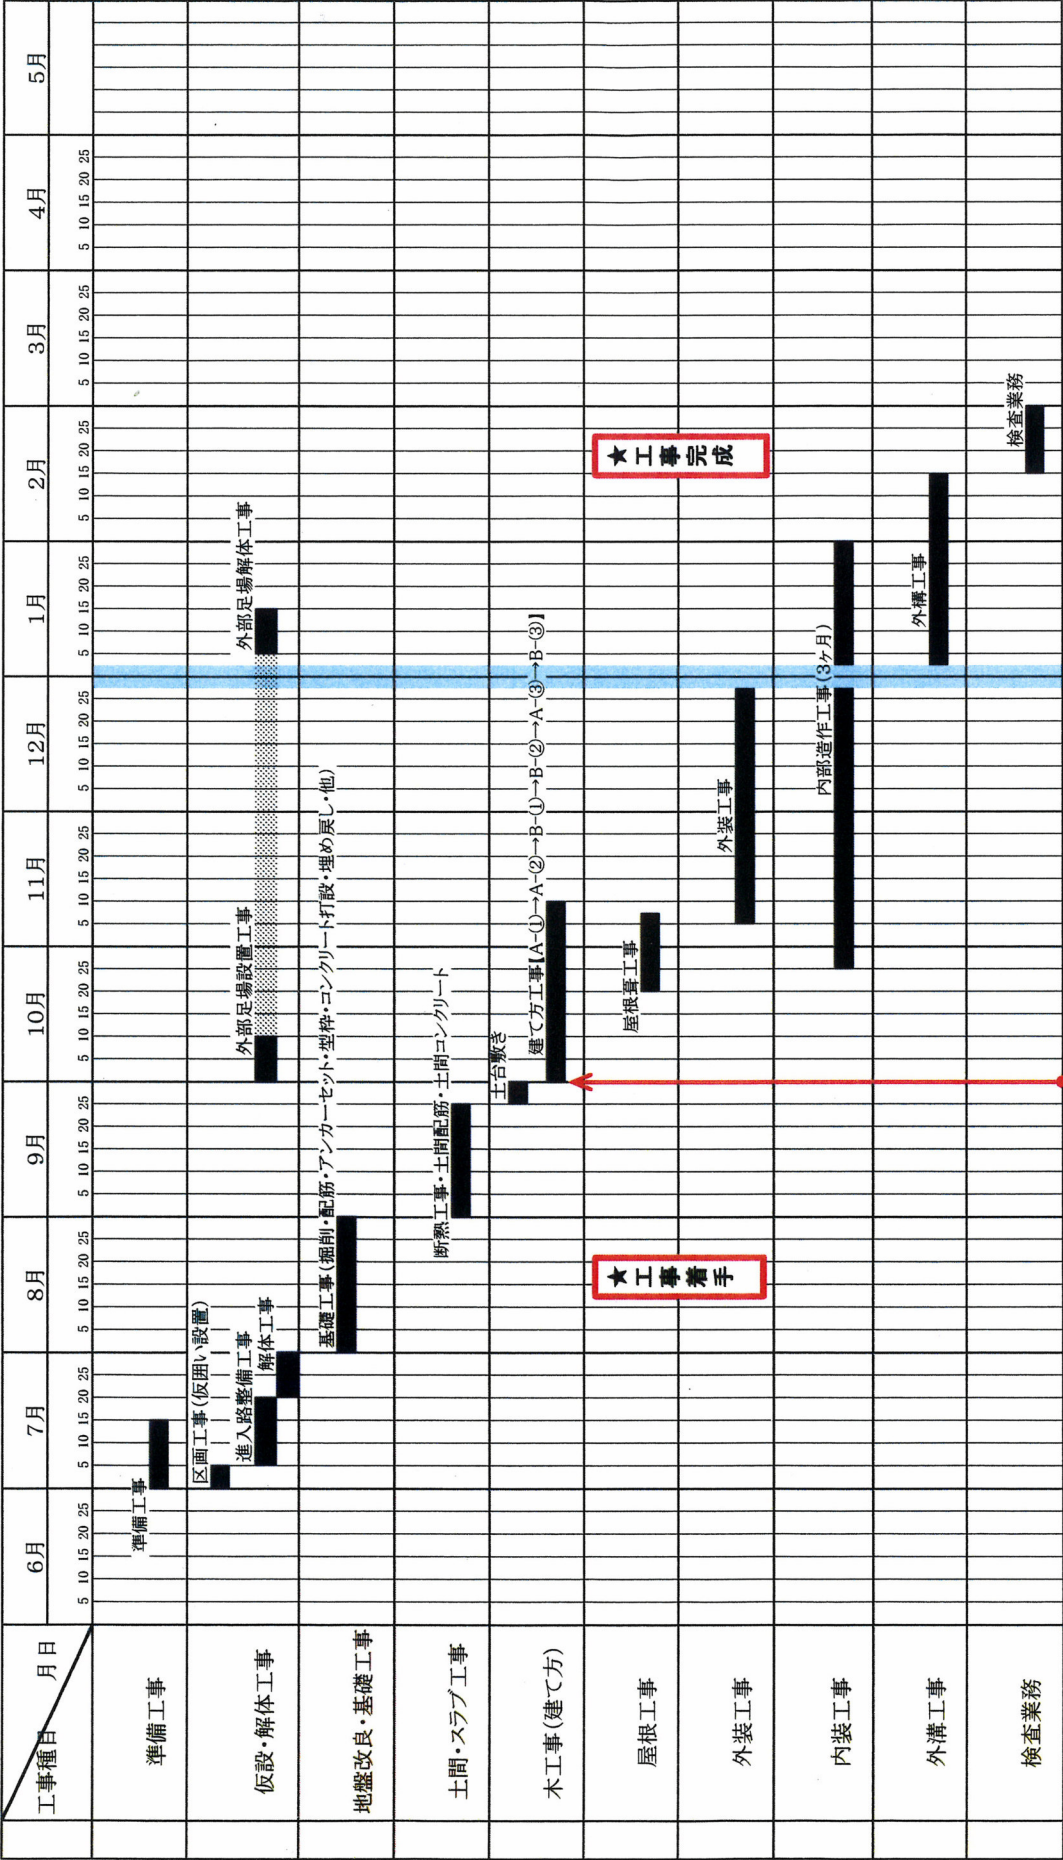 工事種目 月日
6月 7月 8月 9月 10月 11月 12月 1月 2月 3月 4月 5月
5 10 15 20 25 5 10 15 20 25 5 10 15 20 25 5 10 15 20 25 5 10 15 20 25 5 10 15 20 25 5 10 15 20 25 5 10 15 20 25 5 10 15 20 25 5 10 15 20 25 5 10 15 20 25
準備工事
準備工事
仮設・解体工事
区画工事(仮囲い設置)
進入路整備工事
解体工事
外部足場設置工事
外部足場解体工事
地盤改良・基礎工事
基礎工事(掘削・配筋・アンカーセット・型枠・コンクリート打設・埋め戻し・他)
土間・スラブ工事
断熱工事・土間配筋・土間コンクリート
木工事(建て方)
土台敷き
建て方工事【A-①→A-②→B-①→B-②→A-③→B-③】
屋根工事
★工事着手
屋根葺工事
★工事完成
外装工事
外装工事
内装工事
内部造作工事(3ヶ月)
外溝工事
外構工事
検査業務
検査業務